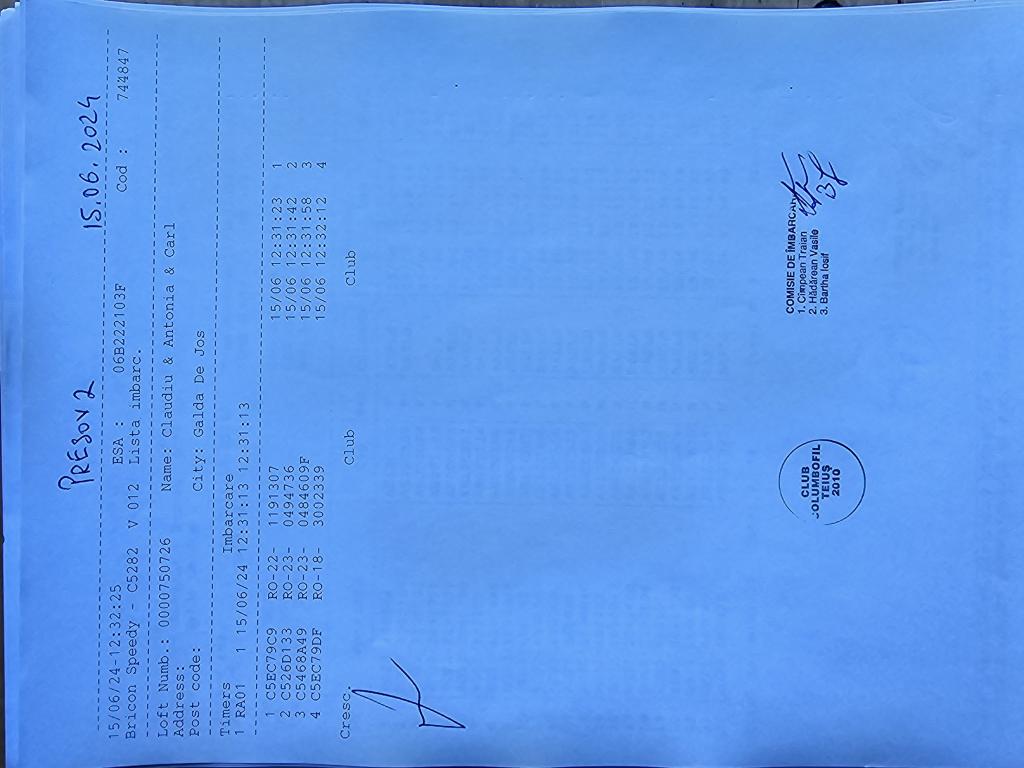 PRESOV 2 15.06.2024
15/06/24-12:32:25 ESA : 06B222103F Cod : 744847
Bricon Speedy - C5282 V 012 Lista imbarc.
Loft Numb.: 0000750726 Name: Claudiu & Antonia & Carl
Address:
Post code: City: Galda De Jos
Timers Imbarcare
1 RA01 1 15/06/24 12:31:13 12:31:13
1 C5EC79C9 RO-22- 1191307 15/06 12:31:23 1
2 C526D133 RO-23- 0494736 15/06 12:31:42 2
3 C5468A49 RO-23- 0484609F 15/06 12:31:58 3
4 C5EC79DF RO-18- 3002339 15/06 12:32:12 4
Cresc. Club Club
CLUB
COLUMBOFIL
TEIUȘ
2010
COMISIE DE ÎMBARCARE
1. Cîmpean Traian
2. Hădărean Vasile
3. Bartha Iosif